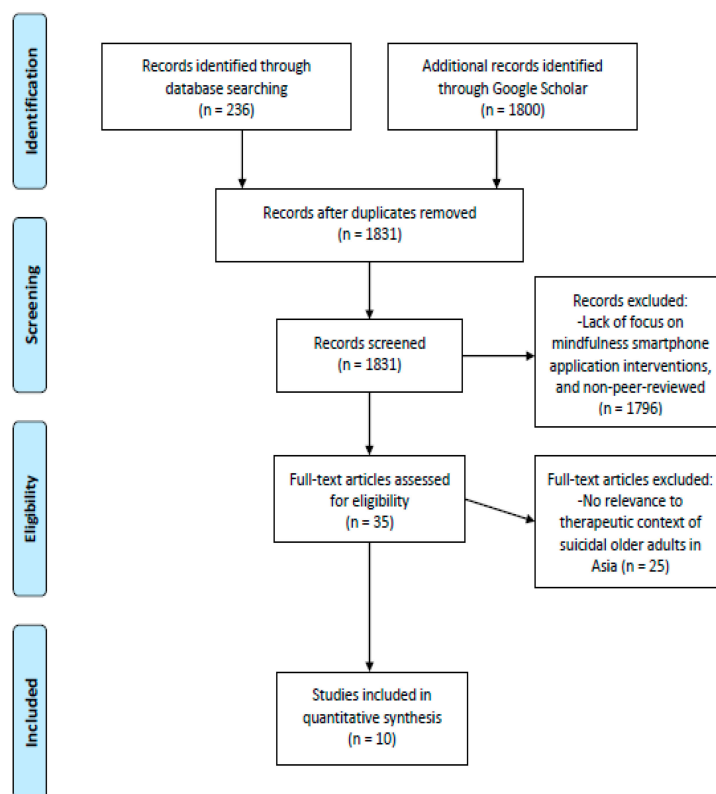 Identification
Records identified through
database searching
(n = 236)
Additional records identified
through Google Scholar
(n = 1800)
Records after duplicates removed
(n = 1831)
Screening
Records screened
(n = 1831)
Records excluded:
-Lack of focus on
mindfulness smartphone
application interventions,
and non-peer-reviewed
(n = 1796)
Eligibility
Full-text articles assessed
for eligibility
(n = 35)
Full-text articles excluded:
-No relevance to
therapeutic context of
suicidal older adults in
Asia (n = 25)
Included
Studies included in
quantitative synthesis
(n = 10)